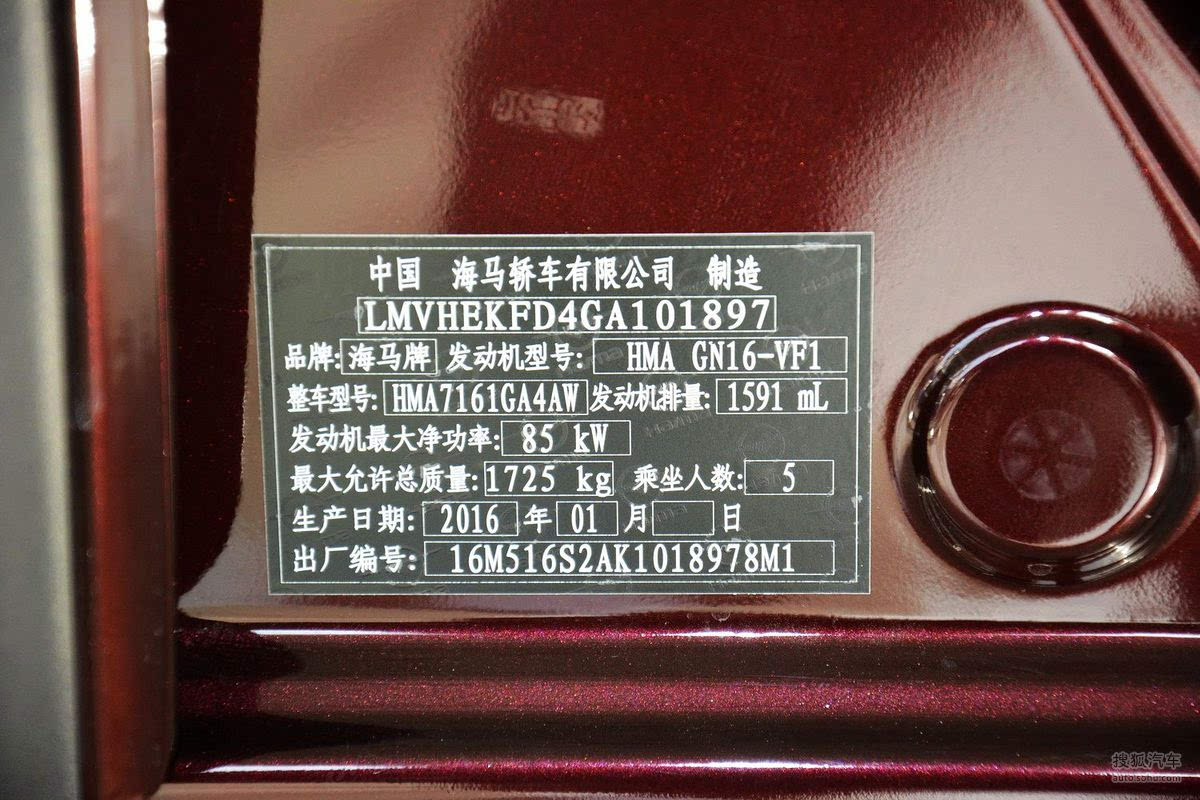 中国 海马轿车有限公司 制造
LMVHEKFD4GA101897
品牌: 海马牌 发动机型号: HMA GN16-VF1
整车型号: HMA7161GA4AW 发动机排量: 1591 mL
发动机最大净功率: 85 kW
最大允许总质量: 1725 kg 乘坐人数: 5
生产日期: 2016 年 01 月 日
出厂编号: 16M516S2AK1018978M1
搜狐汽车
auto.sohu.com